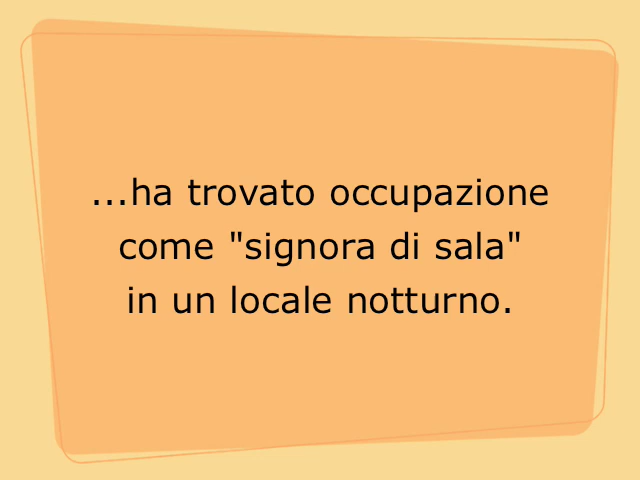 ...ha trovato occupazione
come "signora di sala"
in un locale notturno.